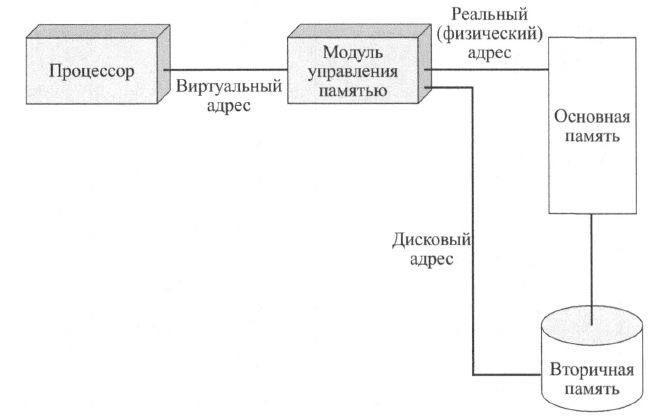 Процессор
Виртуальный
адрес
Модуль
управления
памятью
Реальный
(физический)
адрес
Основная
память
Дисковый
адрес
Вторичная
память